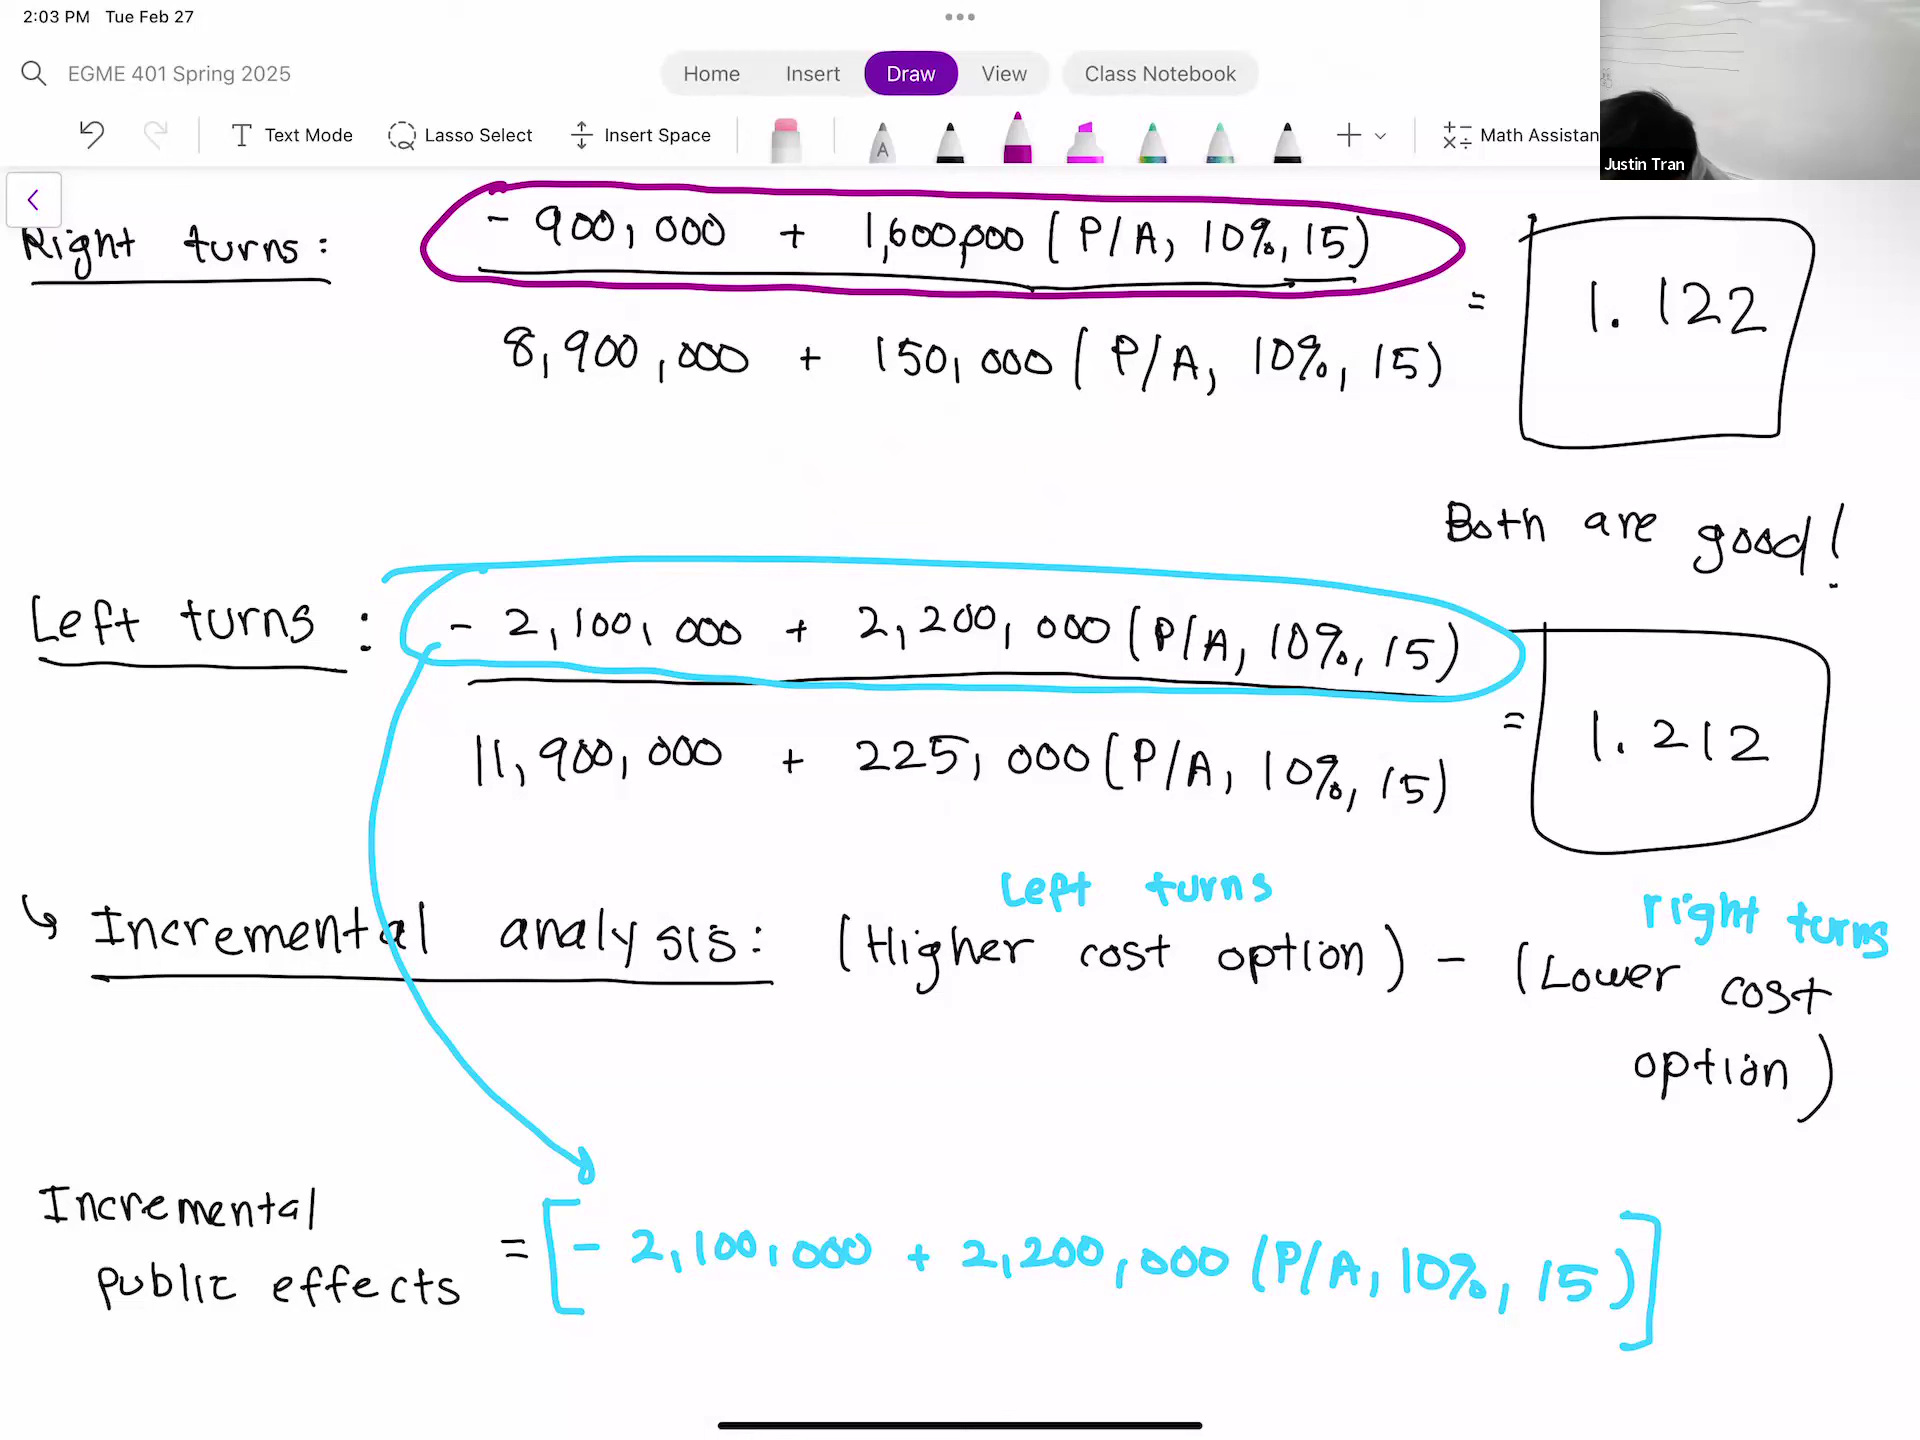 2:03 PM Tue Feb 27
EGME 401 Spring 2025
Home Insert Draw View Class Notebook
Text Mode Lasso Select Insert Space Math Assistan
Justin Tran
Right turns: - 900,000 + 1,600,000 (P/A, 10%, 15)
8,900,000 + 150,000 (P/A, 10%, 15)
= 1.122
Both are good!
Left turns: - 2,100,000 + 2,200,000 (P/A, 10%, 15)
11,900,000 + 225,000 (P/A, 10%, 15)
= 1.212
Left turns
right turns
↳ Incremental analysis: (Higher cost option) - (Lower cost option)
Incremental public effects = [- 2,100,000 + 2,200,000 (P/A, 10%, 15)]